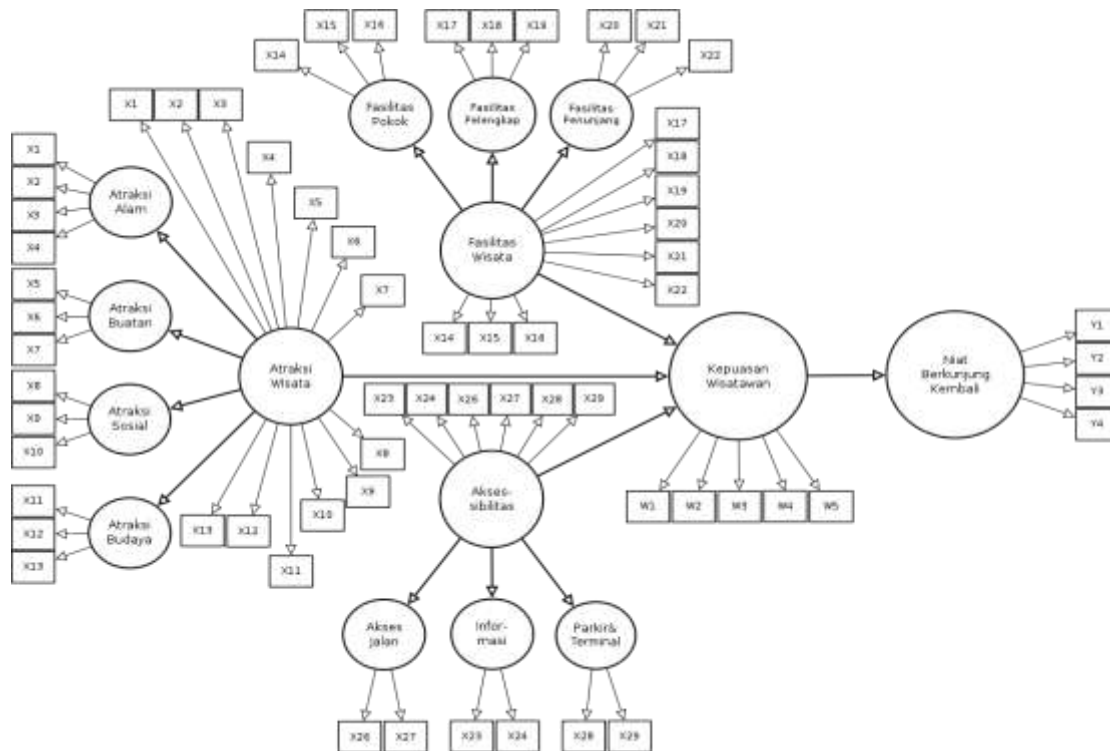 X15
X16
X14
X17
X18
X19
X20
X21
X22
Fasilitas
Pokok
Fasilitas
Pelengkap
Fasilitas
Penunjang
X1
X2
X3
X4
X5
X6
X7
X1
X2
X3
X4
Atraksi
Alam
X5
X6
X7
Atraksi
Buatan
X8
X9
X10
Atraksi
Sosial
X11
X12
X13
Atraksi
Budaya
Atraksi
Wisata
X8
X9
X10
X11
X12
X13
Fasilitas
Wisata
X17
X18
X19
X20
X21
X22
X14
X15
X16
X23
X24
X26
X27
X28
X29
Akses-
sibilitas
Kepuasan
Wisatawan
W1
W2
W3
W4
W5
Niat
Berkunjung
Kembali
Y1
Y2
Y3
Y4
Akses
Jalan
Infor-
masi
Parkir&
Terminal
X26
X27
X23
X24
X28
X29